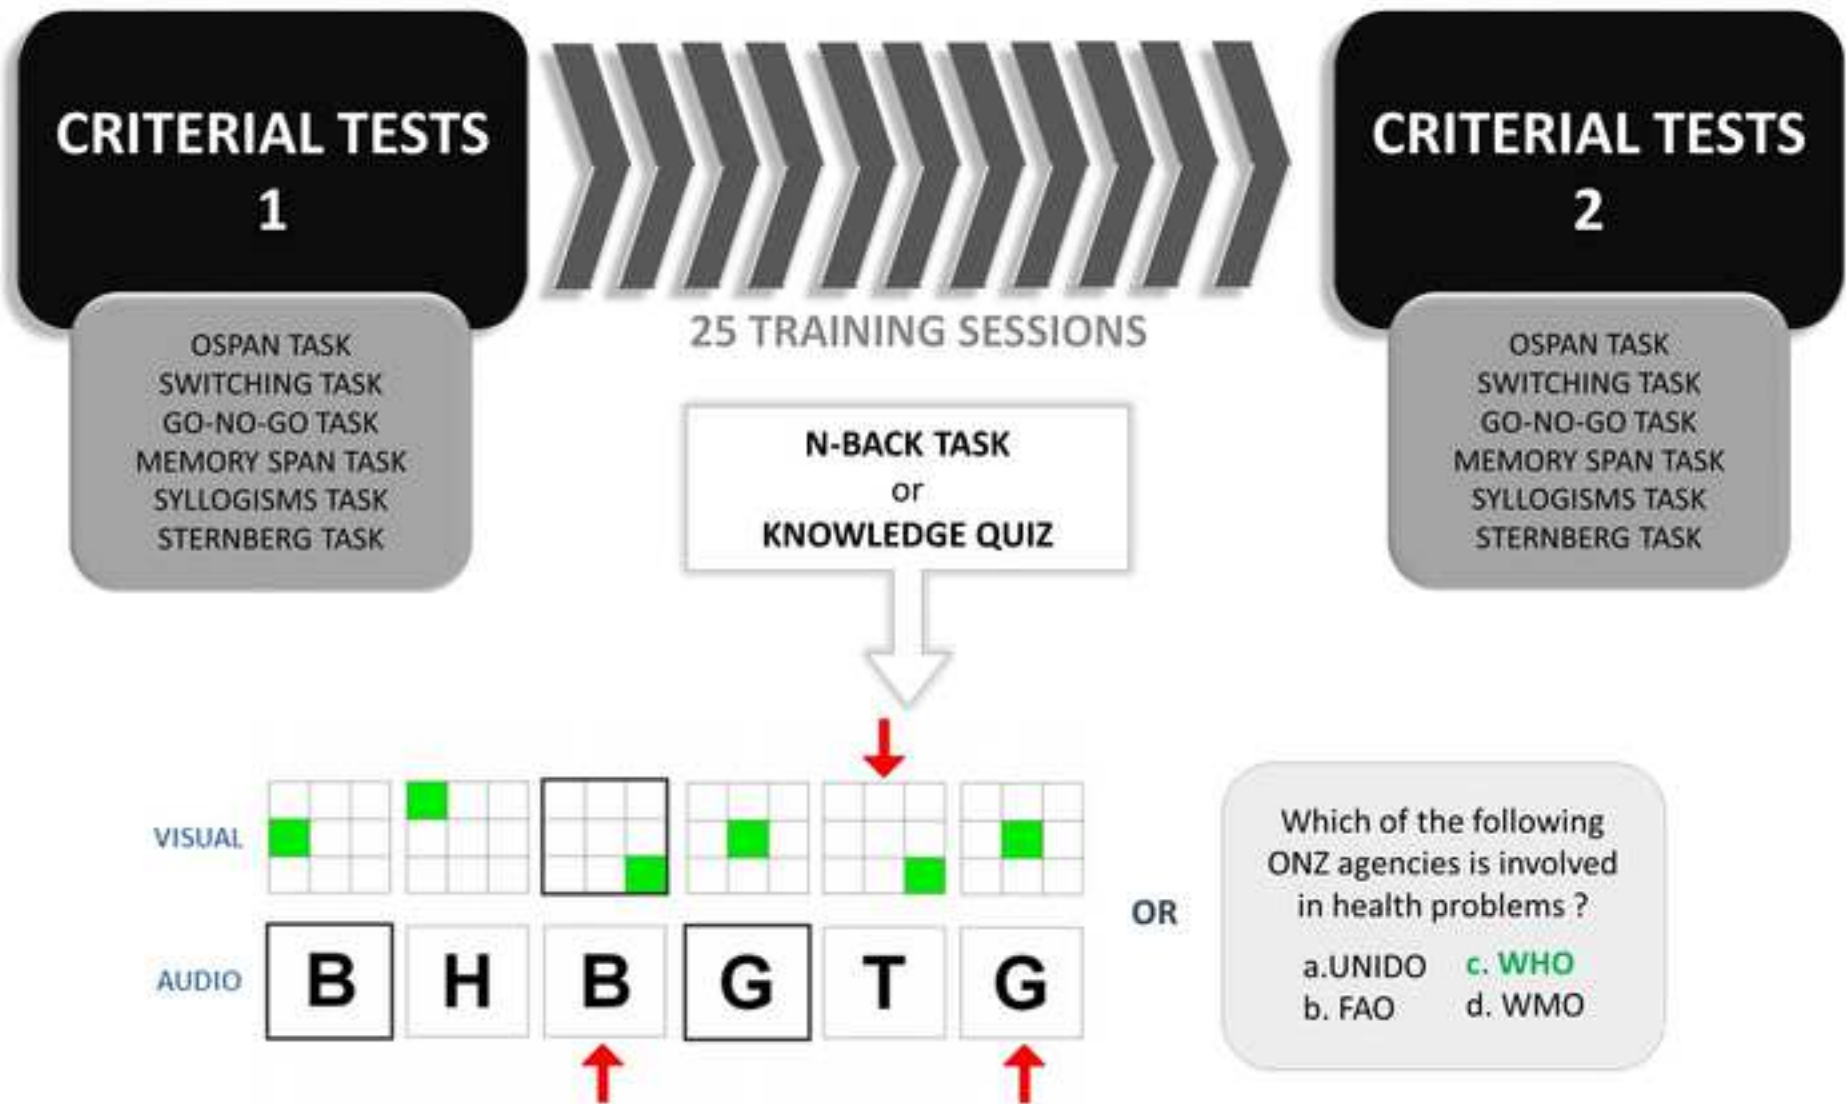 CRITERIAL TESTS
1
OSPAN TASK
SWITCHING TASK
GO-NO-GO TASK
MEMORY SPAN TASK
SYLLOGISMS TASK
STERNBERG TASK
25 TRAINING SESSIONS
N-BACK TASK
or
KNOWLEDGE QUIZ
CRITERIAL TESTS
2
OSPAN TASK
SWITCHING TASK
GO-NO-GO TASK
MEMORY SPAN TASK
SYLLOGISMS TASK
STERNBERG TASK
VISUAL
AUDIO
B H B G T G
OR
Which of the following
ONZ agencies is involved
in health problems ?
a.UNIDO c. WHO
b. FAO d. WMO